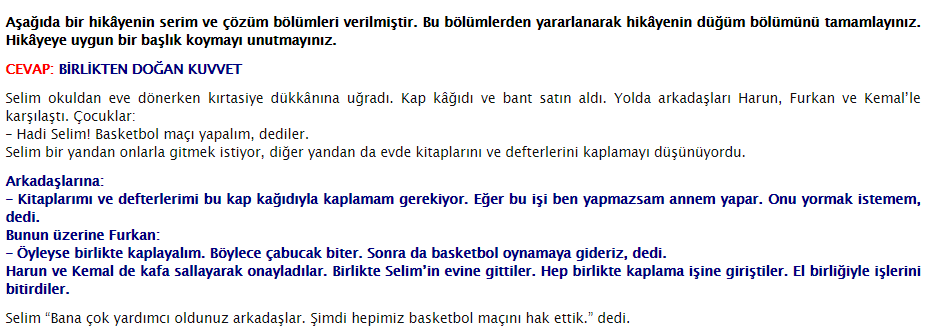 Aşağıda bir hikâyenin serim ve çözüm bölümleri verilmiştir. Bu bölümlerden yararlanarak hikâyenin düğüm bölümünü tamamlayınız.
Hikâyeye uygun bir başlık koymayı unutmayınız.
CEVAP: BİRLİKTEN DOĞAN KUVVET
Selim okuldan eve dönerken kırtasiye dükkânına uğradı. Kap kâğıdı ve bant satın aldı. Yolda arkadaşları Harun, Furkan ve Kemal'le
karşılaştı. Çocuklar:
– Hadi Selim! Basketbol maçı yapalım, dediler.
Selim bir yandan onlarla gitmek istiyor, diğer yandan da evde kitaplarını ve defterlerini kaplamayı düşünüyordu.
Arkadaşlarına:
– Kitaplarımı ve defterlerimi bu kap kağıdıyla kaplamam gerekiyor. Eğer bu işi ben yapmazsam annem yapar. Onu yormak istemem,
dedi.
Bunun üzerine Furkan:
– Öyleyse birlikte kaplayalım. Böylece çabucak biter. Sonra da basketbol oynamaya gideriz, dedi.
Harun ve Kemal de kafa sallayarak onayladılar. Birlikte Selim'in evine gittiler. Hep birlikte kaplama işine giriştiler. El birliğiyle işlerini
bitirdiler.
Selim “Bana çok yardımcı oldunuz arkadaşlar. Şimdi hepimiz basketbol maçını hak ettik.” dedi.